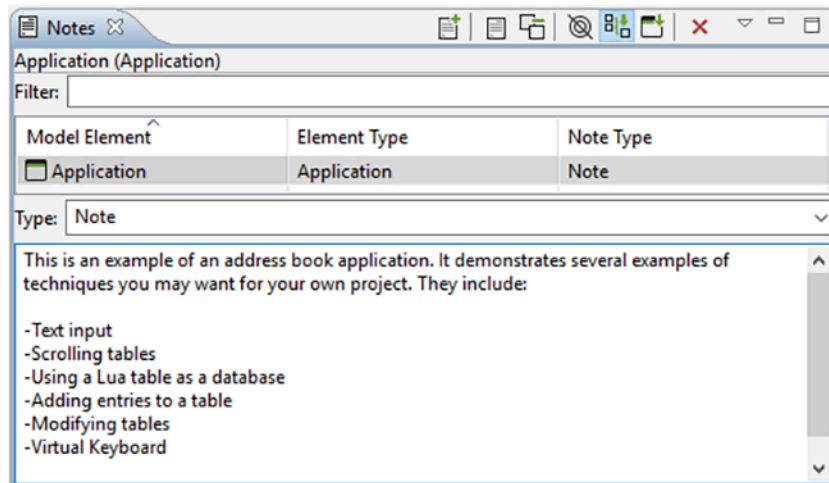 Notes
Application (Application)
Filter:
Model Element Element Type Note Type
Application Application Note
Type: Note
This is an example of an address book application. It demonstrates several examples of
techniques you may want for your own project. They include:
-Text input
-Scrolling tables
-Using a Lua table as a database
-Adding entries to a table
-Modifying tables
-Virtual Keyboard